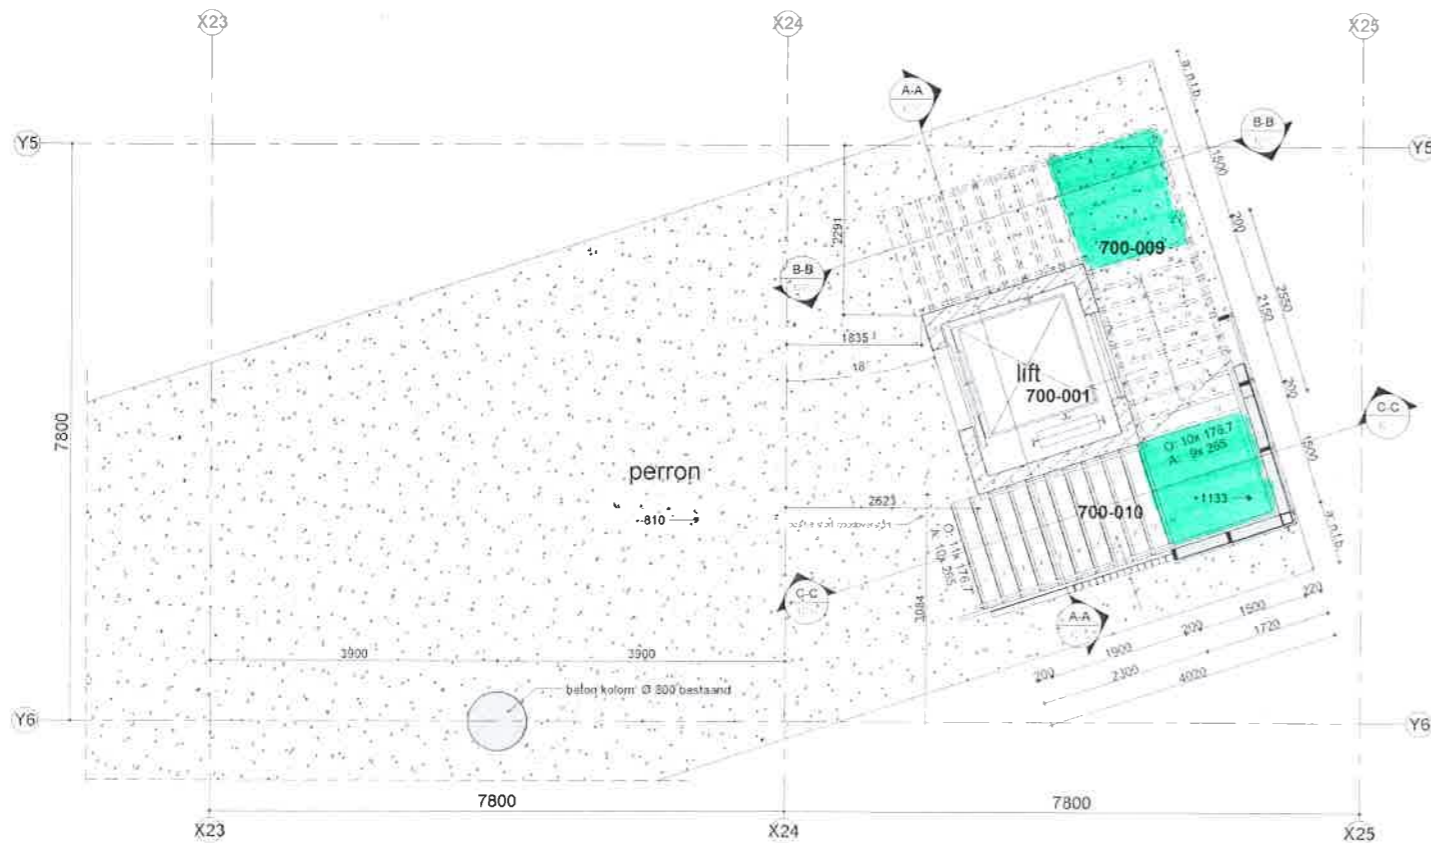 X23
X24
X25
Y5
Y5
A-A
a. n.t.b.
B-B
1500
2291
200
700-009
B-B
2550
2150
1835
18
lift
700-001
200
C-C
7800
O: 10x 176.7
A: 9x 265
1500
perron
2623
1133
810
700-010
O: 11x 176.7
A: 10x 265
a. n.t.b.
C-C
A-A
220
1500
200
1720
1900
3900
3900
200
2300
4020
beton kolom Ø 800 bestaand
Y6
Y6
7800
7800
X23
X24
X25